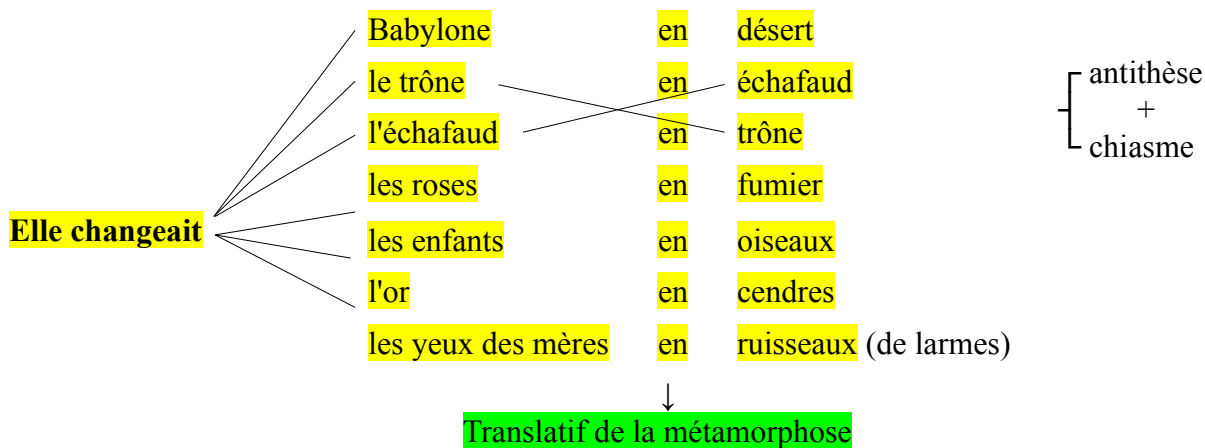 Babylone en désert
le trône en échafaud
antithèse
+
l'échafaud en trône
chiasme
les roses en fumier
Elle changeait
les enfants en oiseaux
l'or en cendres
les yeux des mères en ruisseaux (de larmes)
↓
Translatif de la métamorphose